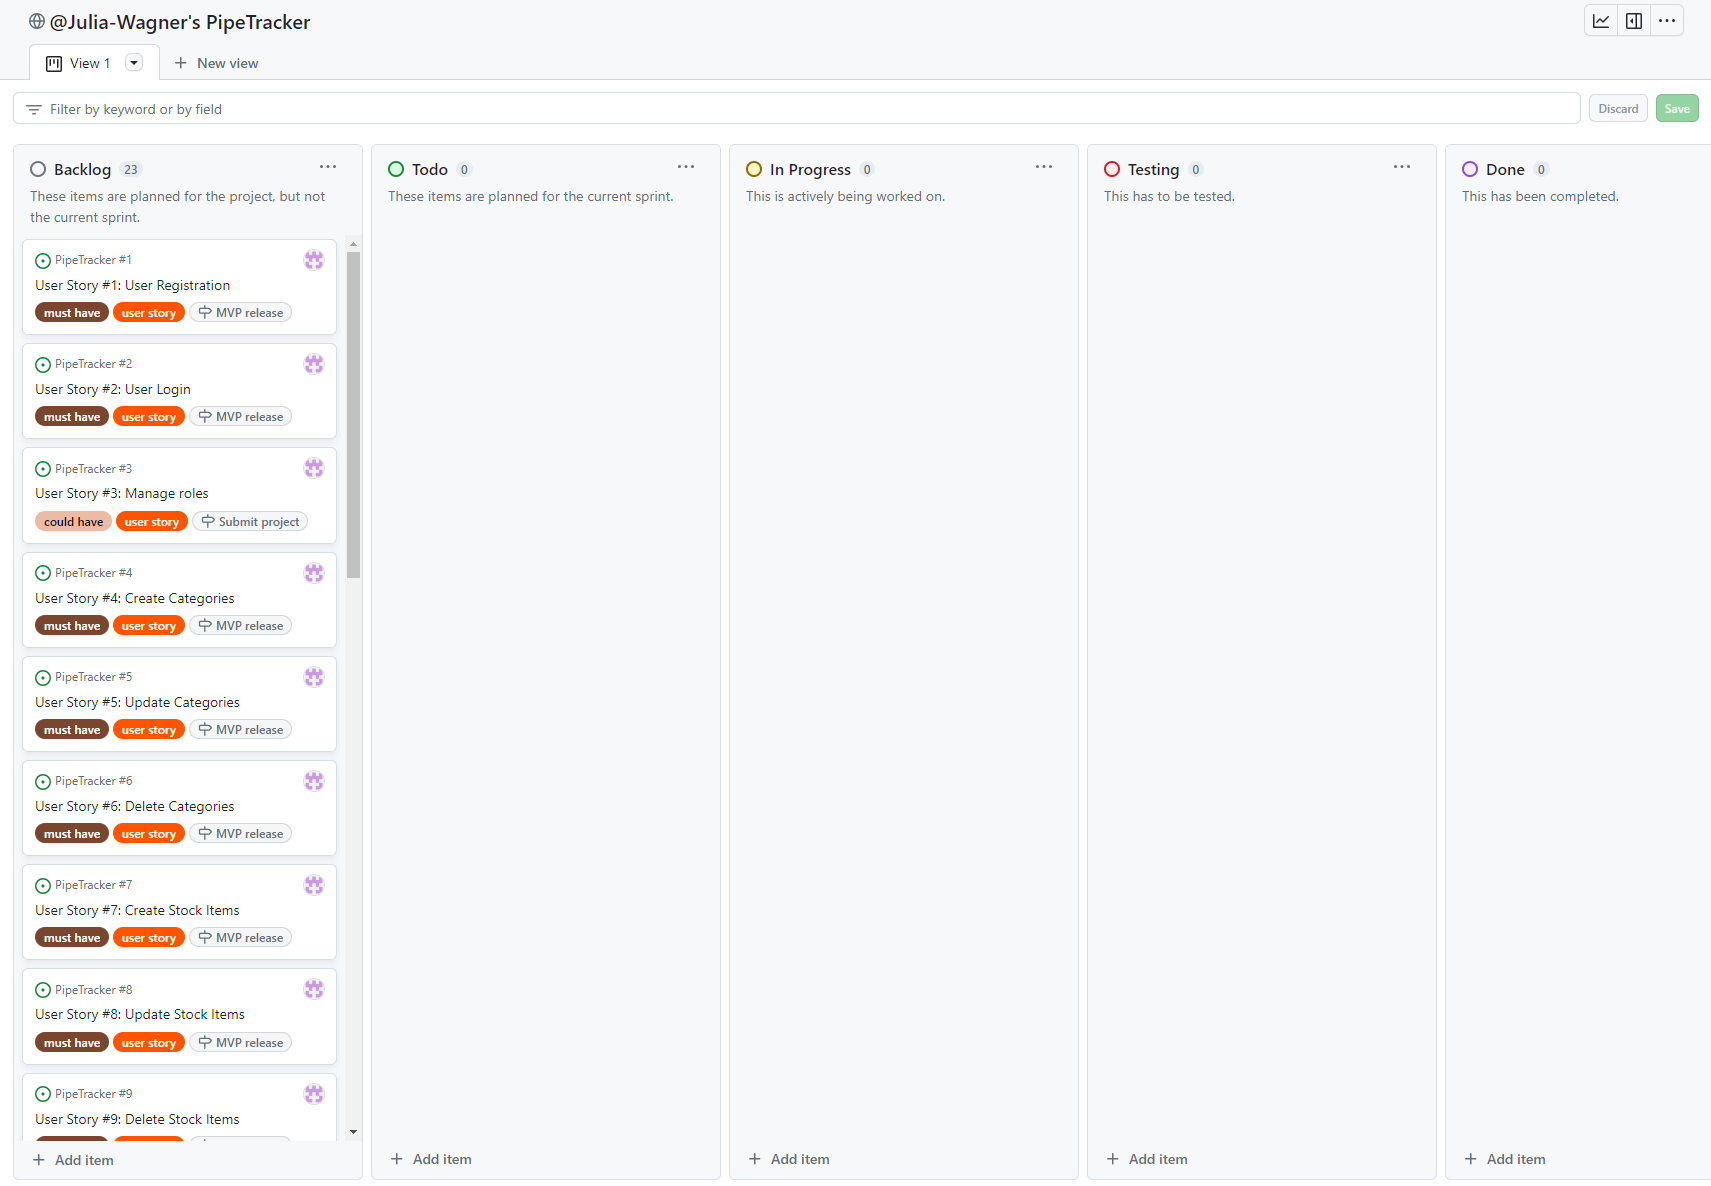 @Julia-Wagner's PipeTracker
View 1
New view
Filter by keyword or by field
Discard
Save
Backlog 23
These items are planned for the project, but not
the current sprint.
PipeTracker #1
User Story #1: User Registration
must have user story MVP release
PipeTracker #2
User Story #2: User Login
must have user story MVP release
PipeTracker #3
User Story #3: Manage roles
could have user story Submit project
PipeTracker #4
User Story #4: Create Categories
must have user story MVP release
PipeTracker #5
User Story #5: Update Categories
must have user story MVP release
PipeTracker #6
User Story #6: Delete Categories
must have user story MVP release
PipeTracker #7
User Story #7: Create Stock Items
must have user story MVP release
PipeTracker #8
User Story #8: Update Stock Items
must have user story MVP release
PipeTracker #9
User Story #9: Delete Stock Items
Add item
Todo 0
These items are planned for the current sprint.
Add item
In Progress 0
This is actively being worked on.
Add item
Testing 0
This has to be tested.
Add item
Done 0
This has been completed.
Add item